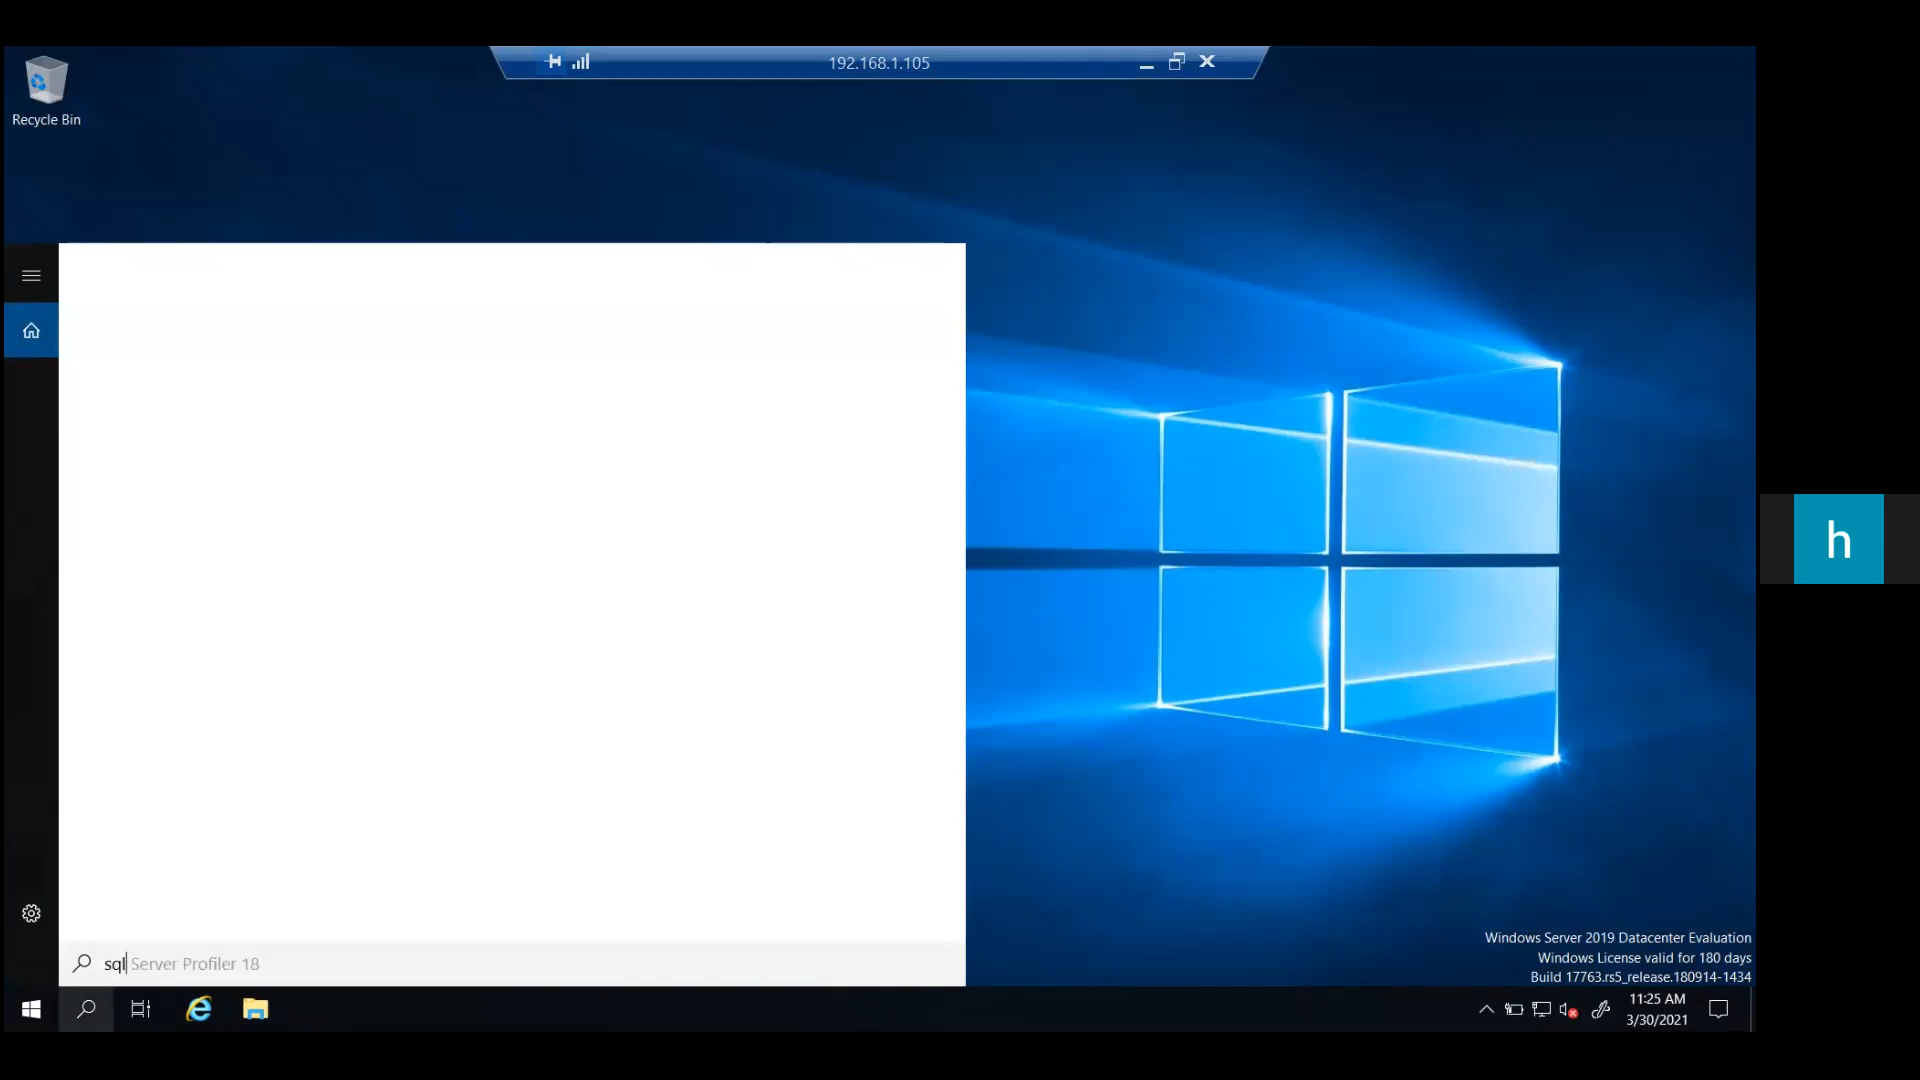 192.168.1.105
Recycle Bin
h
sql Server Profiler 18
Windows Server 2019 Datacenter Evaluation
Windows License valid for 180 days
Build 17763.rs5_release.180914-1434
11:25 AM
3/30/2021